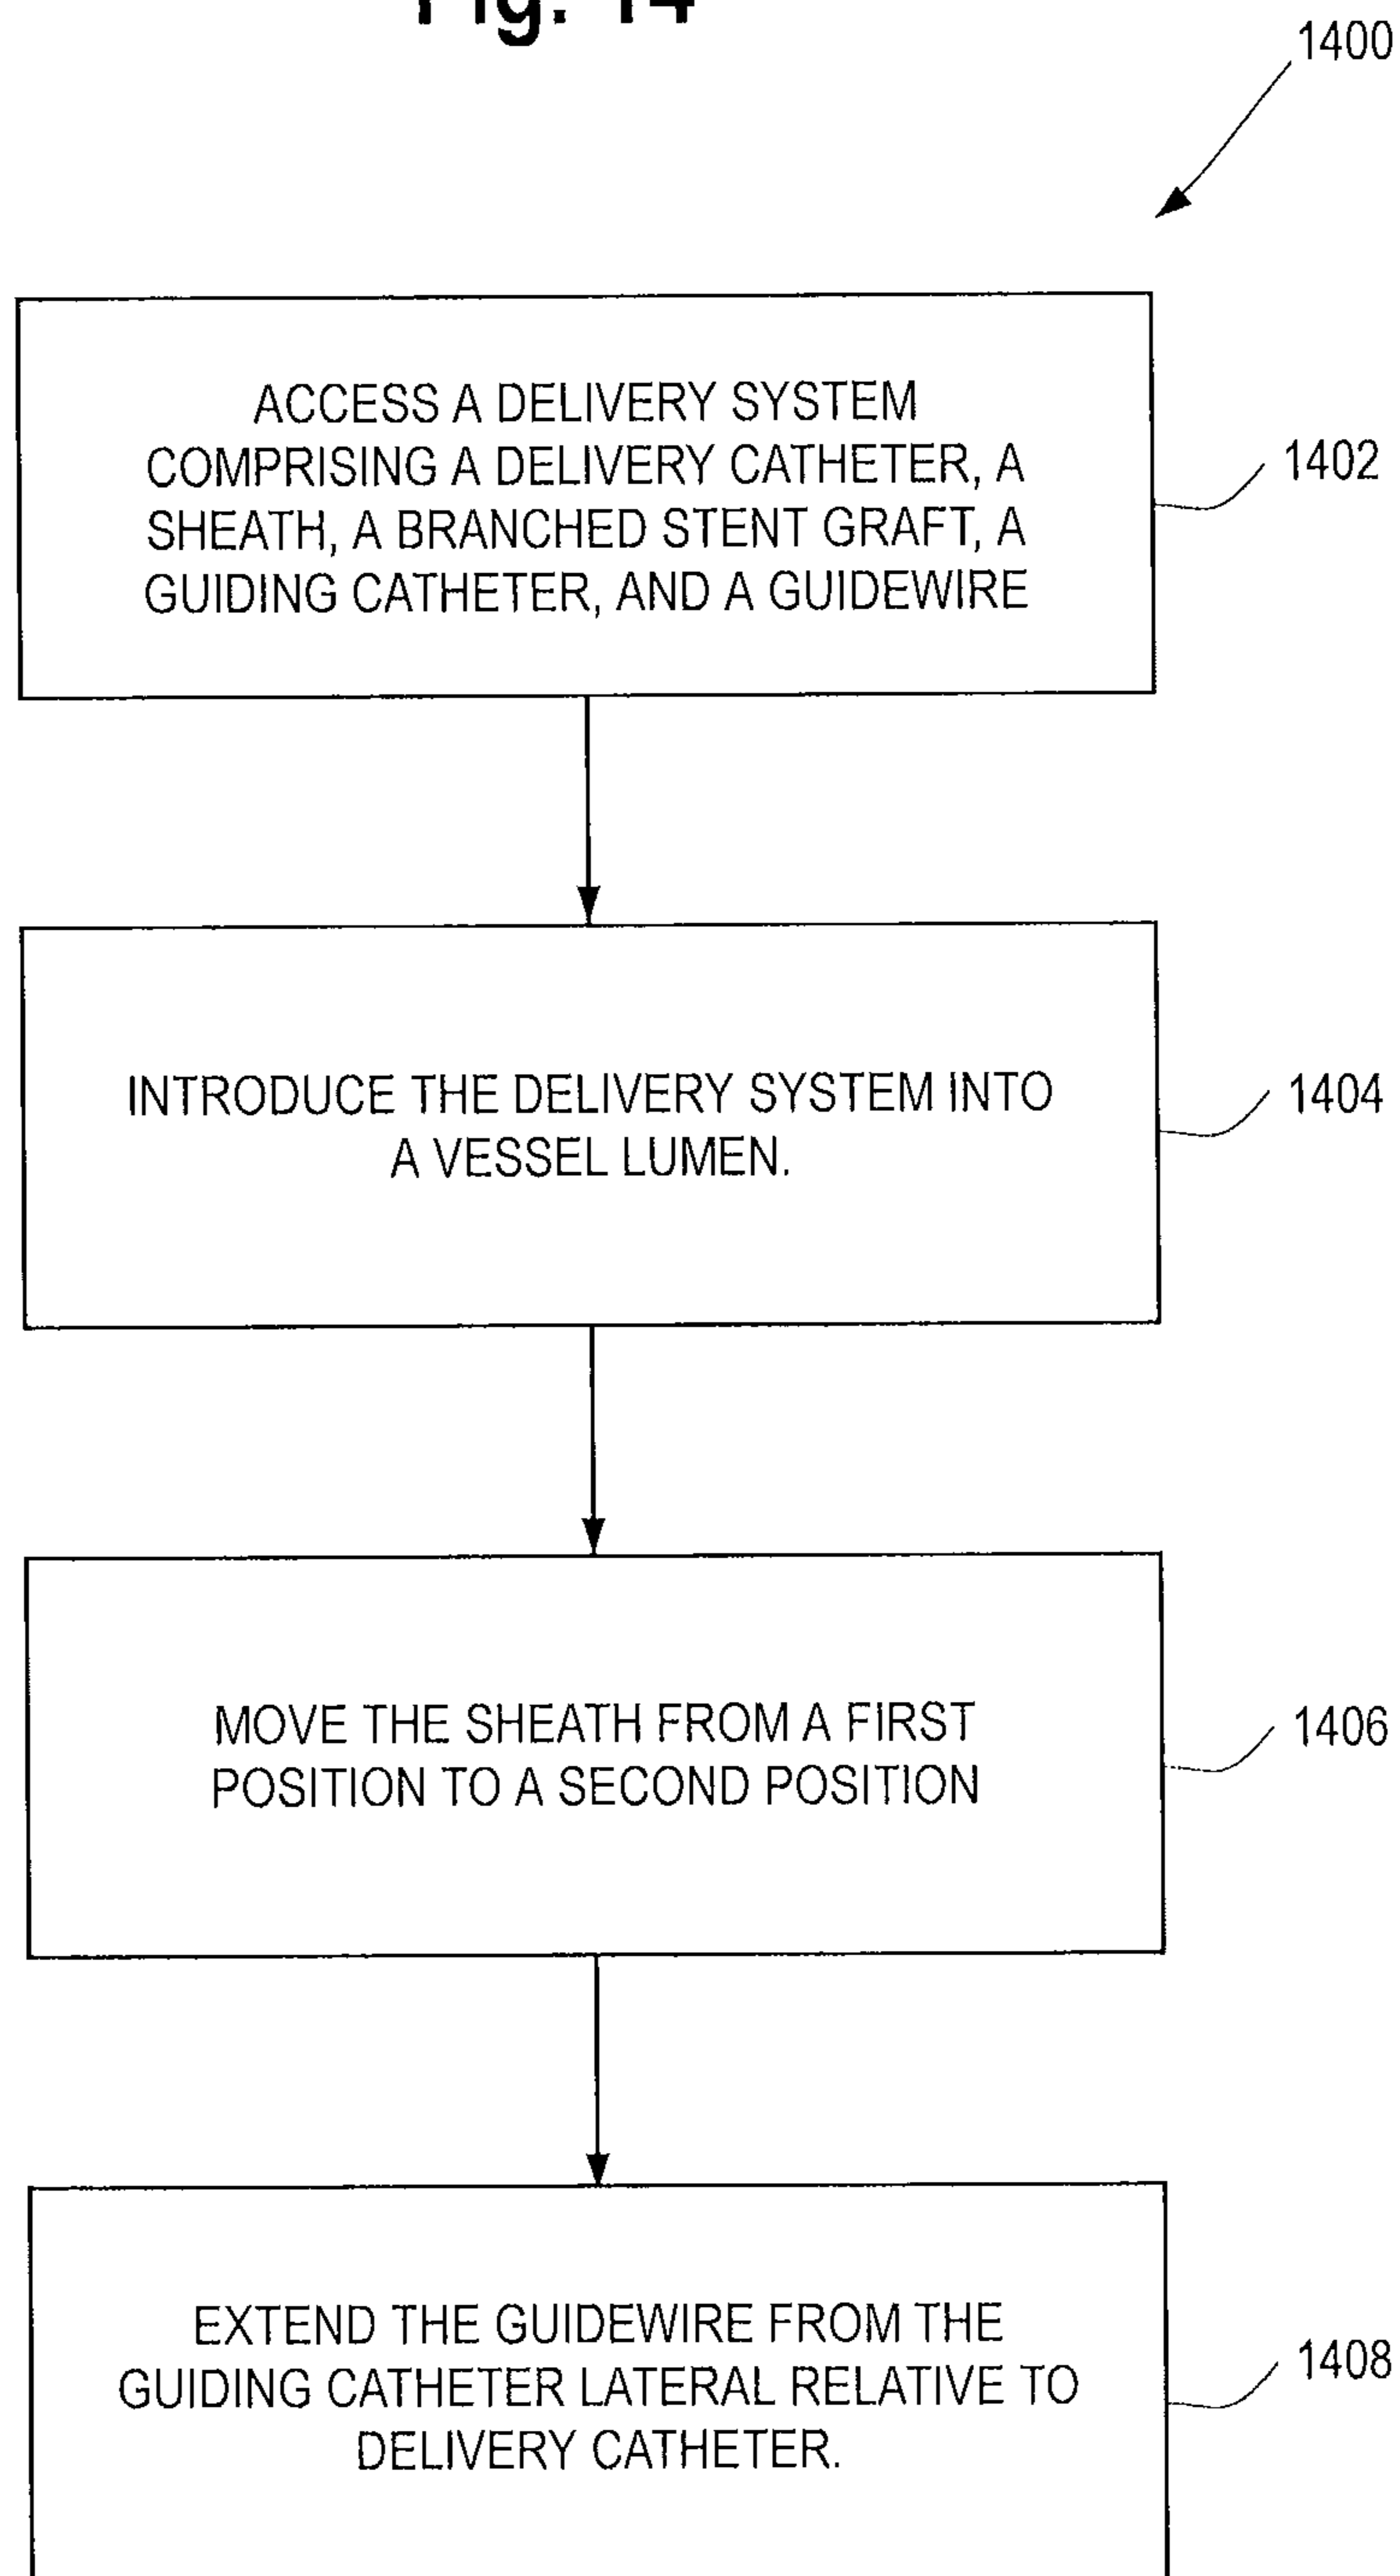 Fig. 14
1400
ACCESS A DELIVERY SYSTEM
COMPRISING A DELIVERY CATHETER, A
SHEATH, A BRANCHED STENT GRAFT, A
GUIDING CATHETER, AND A GUIDEWIRE
1402
INTRODUCE THE DELIVERY SYSTEM INTO
A VESSEL LUMEN.
1404
MOVE THE SHEATH FROM A FIRST
POSITION TO A SECOND POSITION
1406
EXTEND THE GUIDEWIRE FROM THE
GUIDING CATHETER LATERAL RELATIVE TO
DELIVERY CATHETER.
1408